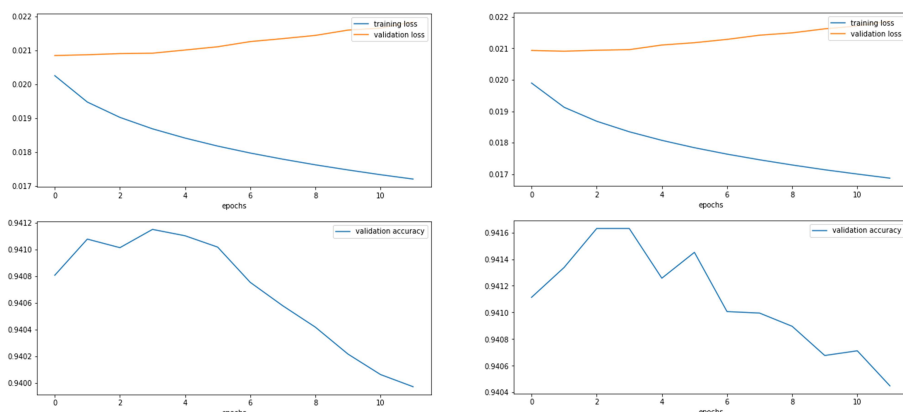 0.022
training loss
validation loss
0.021
0.020
0.019
0.018
0.017
0 2 4 6 8 10
epochs
0.9412
validation accuracy
0.9410
0.9408
0.9406
0.9404
0.9402
0.9400
0 2 4 6 8 10
epochs
0.022
training loss
validation loss
0.021
0.020
0.019
0.018
0.017
0 2 4 6 8 10
epochs
0.9416
validation accuracy
0.9414
0.9412
0.9410
0.9408
0.9406
0.9404
0 2 4 6 8 10
epochs